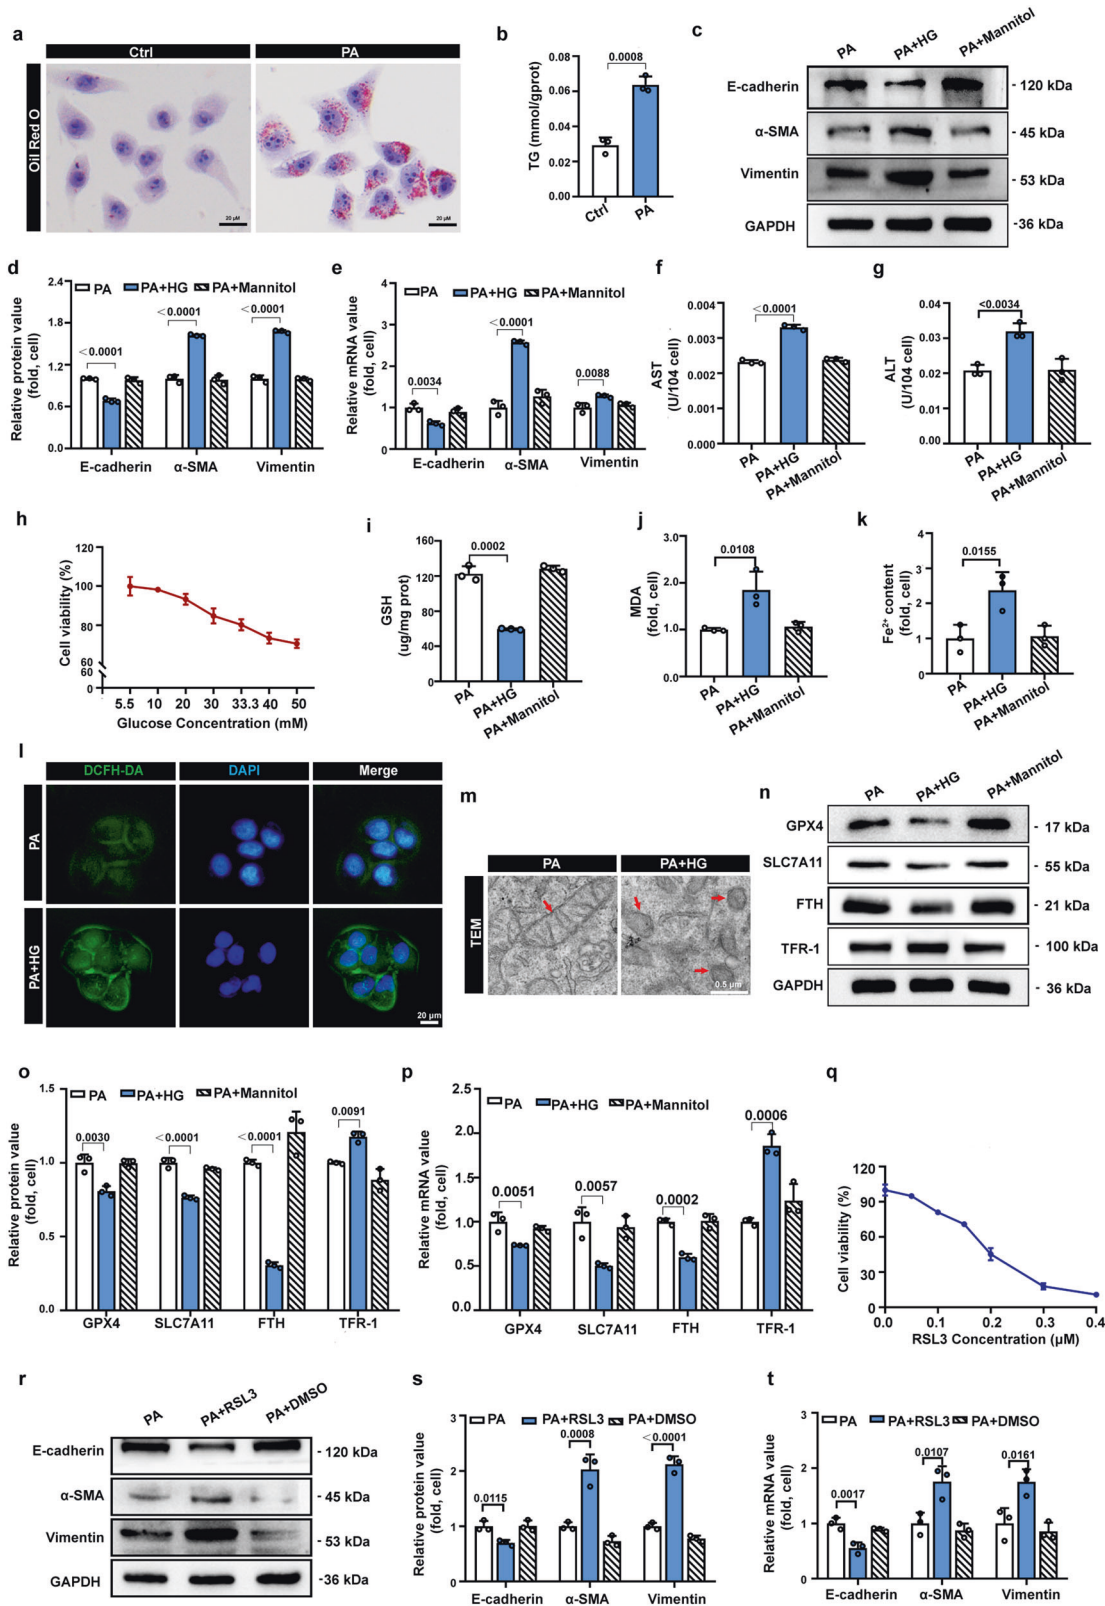 a
Ctrl
PA
Oil Red O
20 μM
20 μM
b
TG (mmol/gprot)
0.08
0.06
0.04
0.02
0.00
0.0008
Ctrl
PA
c
PA
PA+HG
PA+Mannitol
E-cadherin
- 120 kDa
α-SMA
- 45 kDa
Vimentin
- 53 kDa
GAPDH
-36 kDa
d
PA
PA+HG
PA+Mannitol
Relative protein value
(fold, cell)
2.4
1.8
1.2
0.6
0.0
<0.0001
<0.0001
<0.0001
E-cadherin
α-SMA
Vimentin
e
PA
PA+HG
PA+Mannitol
Relative mRNA value
(fold, cell)
4
3
2
1
0
0.0034
<0.0001
0.0088
E-cadherin
α-SMA
Vimentin
f
AST
(U/104 cell)
0.004
0.003
0.002
0.001
0.000
<0.0001
PA
PA+HG
PA+Mannitol
g
ALT
(U/104 cell)
0.04
0.03
0.02
0.01
0.00
<0.0034
PA
PA+HG
PA+Mannitol
h
Cell viability (%)
120
100
80
60
60
0
5.5 10 20 30 33.3 40 50
Glucose Concentration (mM)
i
GSH
(ug/mg prot)
180
120
60
0
0.0002
PA
PA+HG
PA+Mannitol
j
MDA
(fold, cell)
3.0
2.0
1.0
0.0
0.0108
PA
PA+HG
PA+Mannitol
k
Fe²⁺ content
(fold, cell)
4
3
2
1
0
0.0155
PA
PA+HG
PA+Mannitol
l
DCFH-DA
DAPI
Merge
PA
PA+HG
20 μm
m
PA
PA+HG
TEM
0.5 μm
n
PA
PA+HG
PA+Mannitol
GPX4
- 17 kDa
SLC7A11
- 55 kDa
FTH
- 21 kDa
TFR-1
- 100 kDa
GAPDH
- 36 kDa
o
PA
PA+HG
PA+Mannitol
Relative protein value
(fold, cell)
1.5
1.0
0.5
0.0
0.0030
<0.0001
<0.0001
0.0091
GPX4
SLC7A11
FTH
TFR-1
p
PA
PA+HG
PA+Mannitol
Relative mRNA value
(fold, cell)
2.5
2.0
1.5
1.0
0.5
0.0
0.0051
0.0057
0.0002
0.0006
GPX4
SLC7A11
FTH
TFR-1
q
Cell viability (%)
120
90
60
30
0
0.0 0.1 0.2 0.3 0.4
RSL3 Concentration (μM)
r
PA
PA+RSL3
PA+DMSO
E-cadherin
- 120 kDa
α-SMA
- 45 kDa
Vimentin
- 53 kDa
GAPDH
-36 kDa
s
PA
PA+RSL3
PA+DMSO
Relative protein value
(fold, cell)
3
2
1
0
0.0115
0.0008
<0.0001
E-cadherin
α-SMA
Vimentin
t
PA
PA+RSL3
PA+DMSO
Relative mRNA value
(fold, cell)
3
2
1
0
0.0017
0.0107
0.0161
E-cadherin
α-SMA
Vimentin